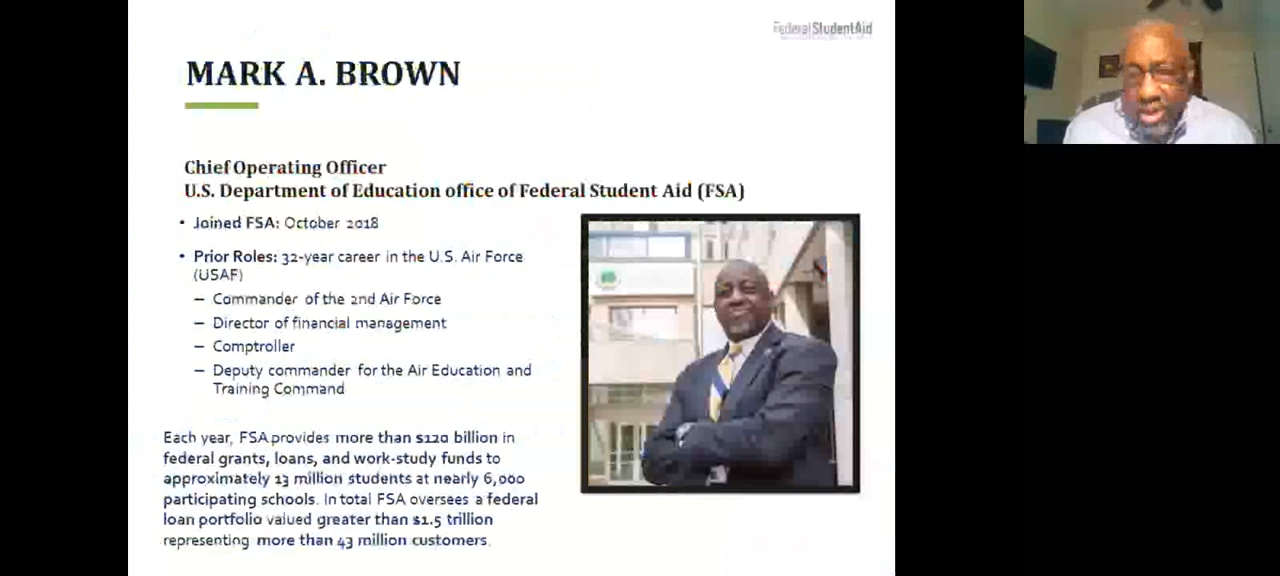 Federal StudentAid
MARK A. BROWN
Chief Operating Officer
U.S. Department of Education office of Federal Student Aid (FSA)
• Joined FSA: October 2018
• Prior Roles: 32-year career in the U.S. Air Force
(USAF)
– Commander of the 2nd Air Force
– Director of financial management
– Comptroller
– Deputy commander for the Air Education and
Training Command
Each year, FSA provides more than $120 billion in
federal grants, loans, and work-study funds to
approximately 13 million students at nearly 6,000
participating schools. In total FSA oversees a federal
loan portfolio valued greater than $1.5 trillion
representing more than 43 million customers.